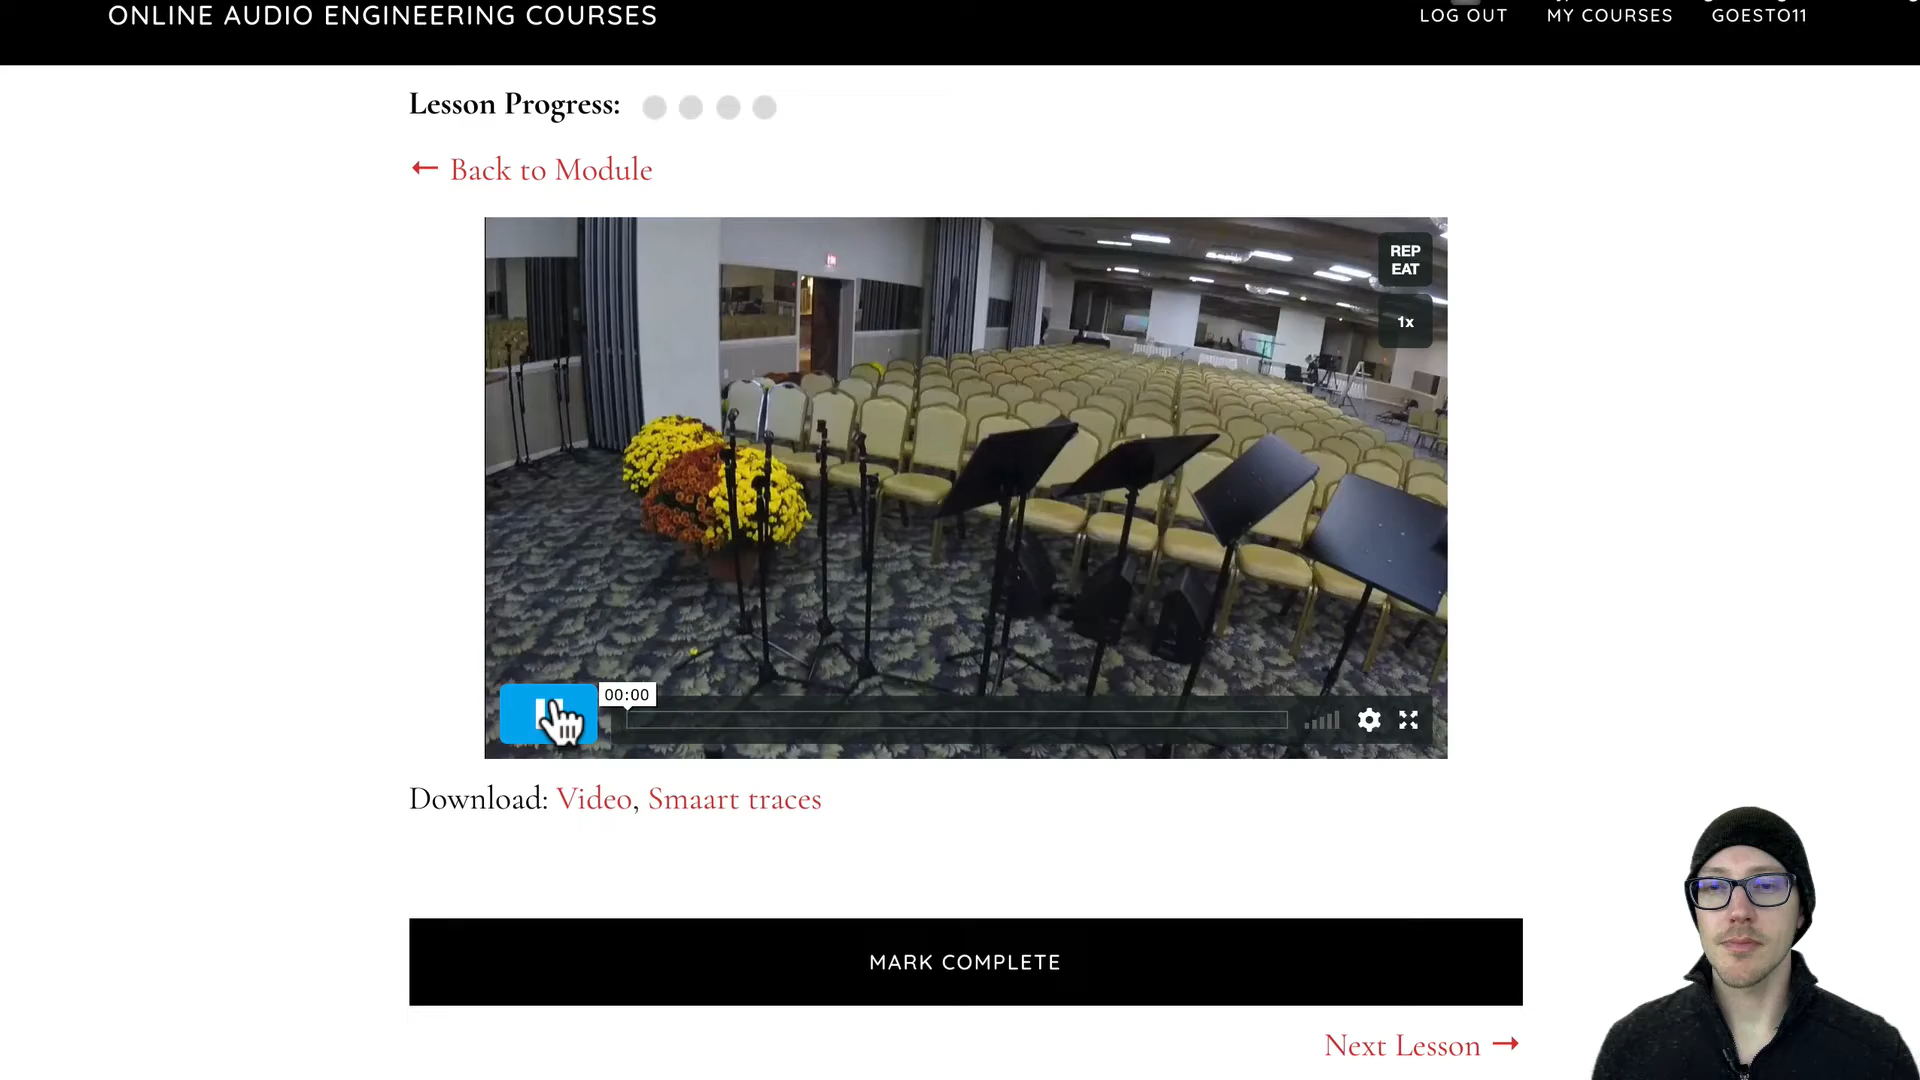 ONLINE AUDIO ENGINEERING COURSES
LOG OUT MY COURSES GOESTO11
Lesson Progress:
← Back to Module
REP
EAT
1x
00:00
Download: Video, Smaart traces
MARK COMPLETE
Next Lesson →